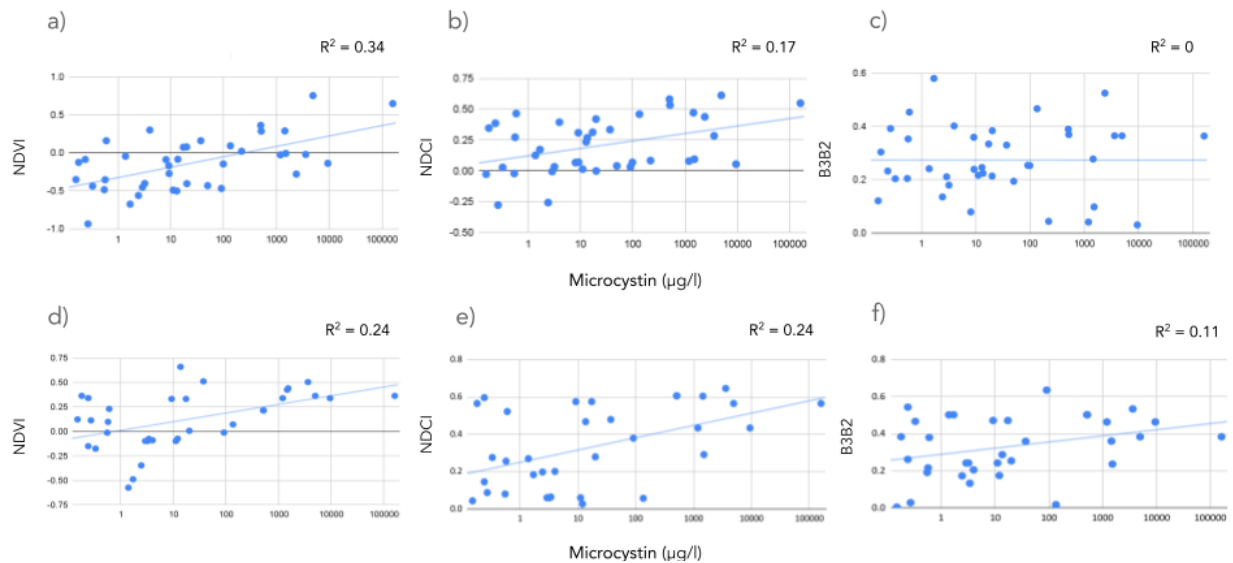 a)
R² = 0.34
NDVI
1.0
0.5
0.0
-0.5
-1.0
1 10 100 1000 10000 100000
b)
R² = 0.17
NDCI
0.75
0.50
0.25
0.00
-0.25
-0.50
1 10 100 1000 10000 100000
c)
R² = 0
B3B2
0.6
0.4
0.2
0.0
1 10 100 1000 10000 100000
Microcystin (µg/l)
d)
R² = 0.24
NDVI
0.75
0.50
0.25
0.00
-0.25
-0.50
-0.75
1 10 100 1000 10000 100000
e)
R² = 0.24
NDCI
0.8
0.6
0.4
0.2
0.0
1 10 100 1000 10000 100000
f)
R² = 0.11
B3B2
0.8
0.6
0.4
0.2
0.0
1 10 100 1000 10000 100000
Microcystin (µg/l)